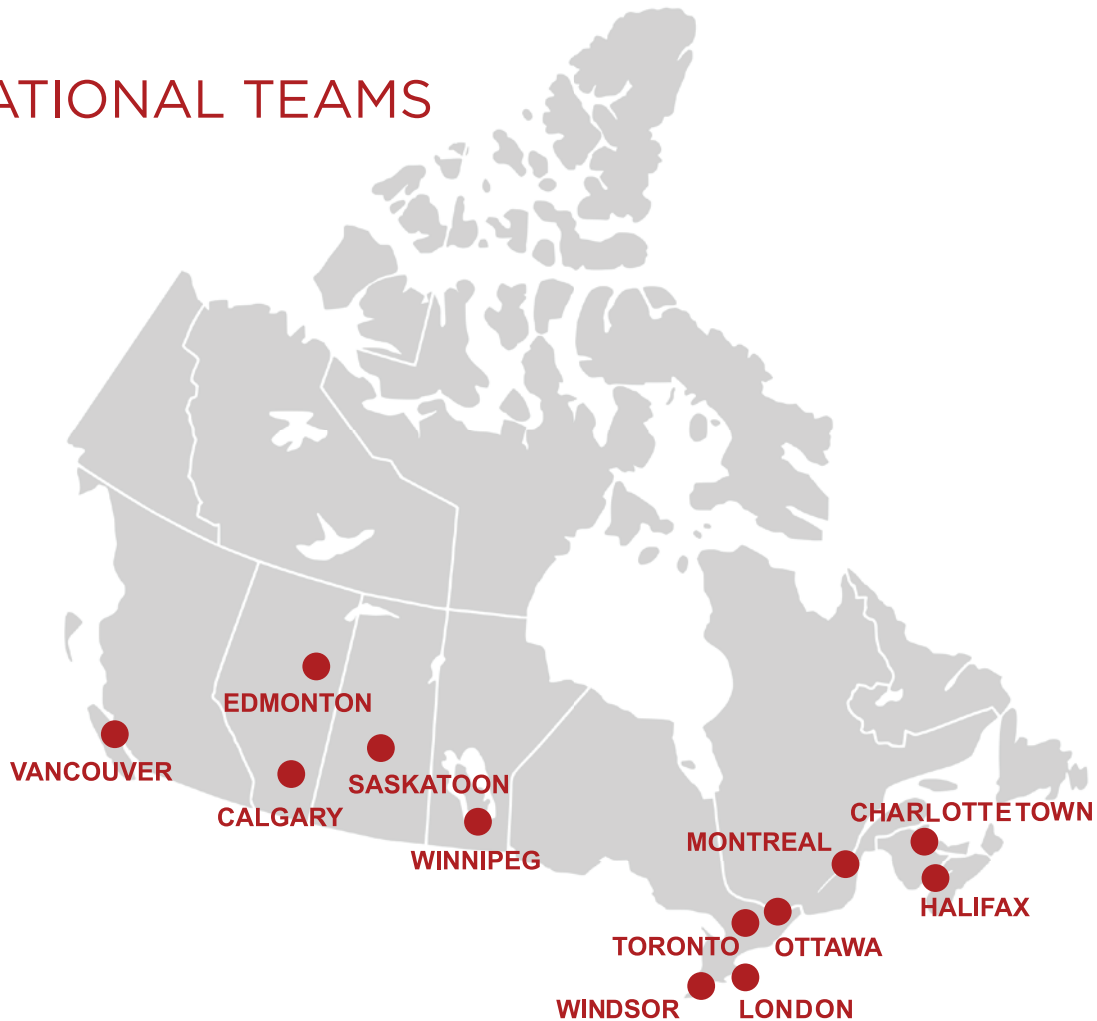 ATIONAL TEAMS
EDMONTON
VANCOUVER
SASKATOON
CALGARY
WINNIPEG
CHARLOTTETOWN
MONTREAL
HALIFAX
TORONTO
OTTAWA
WINDSOR
LONDON